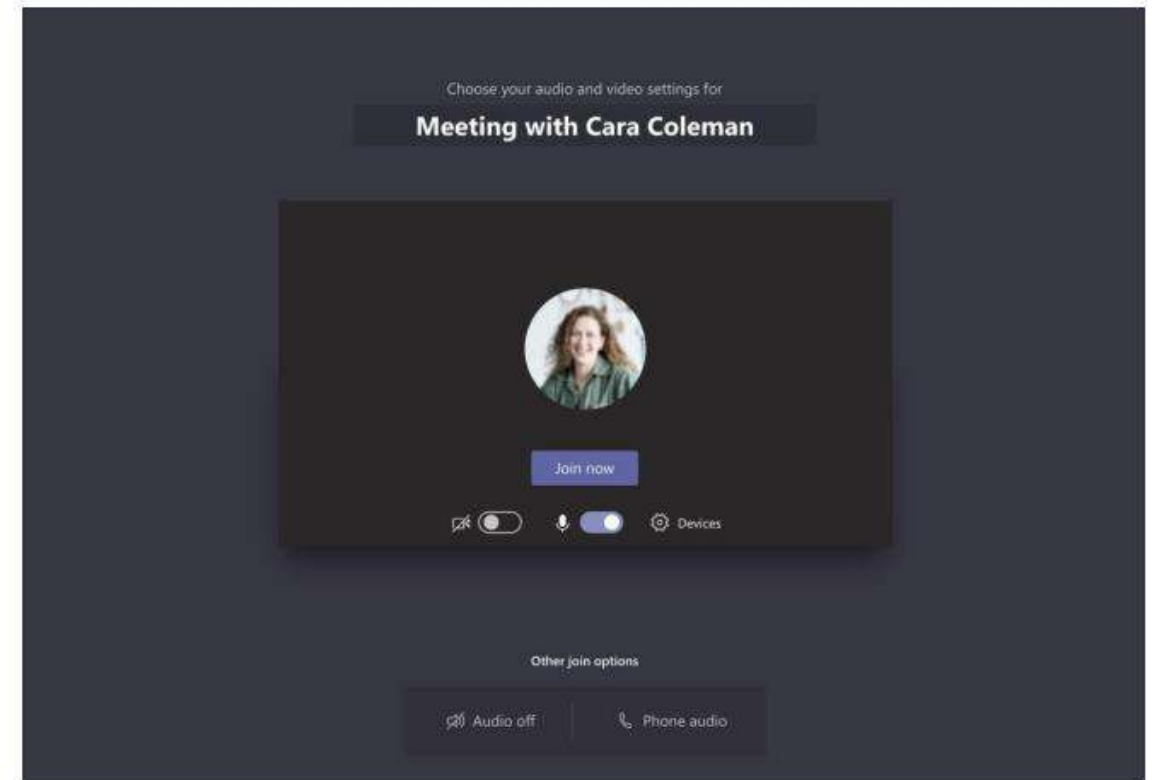 Choose your audio and video settings for
Meeting with Cara Coleman
Join now
Devices
Other join options
Audio off
Phone audio